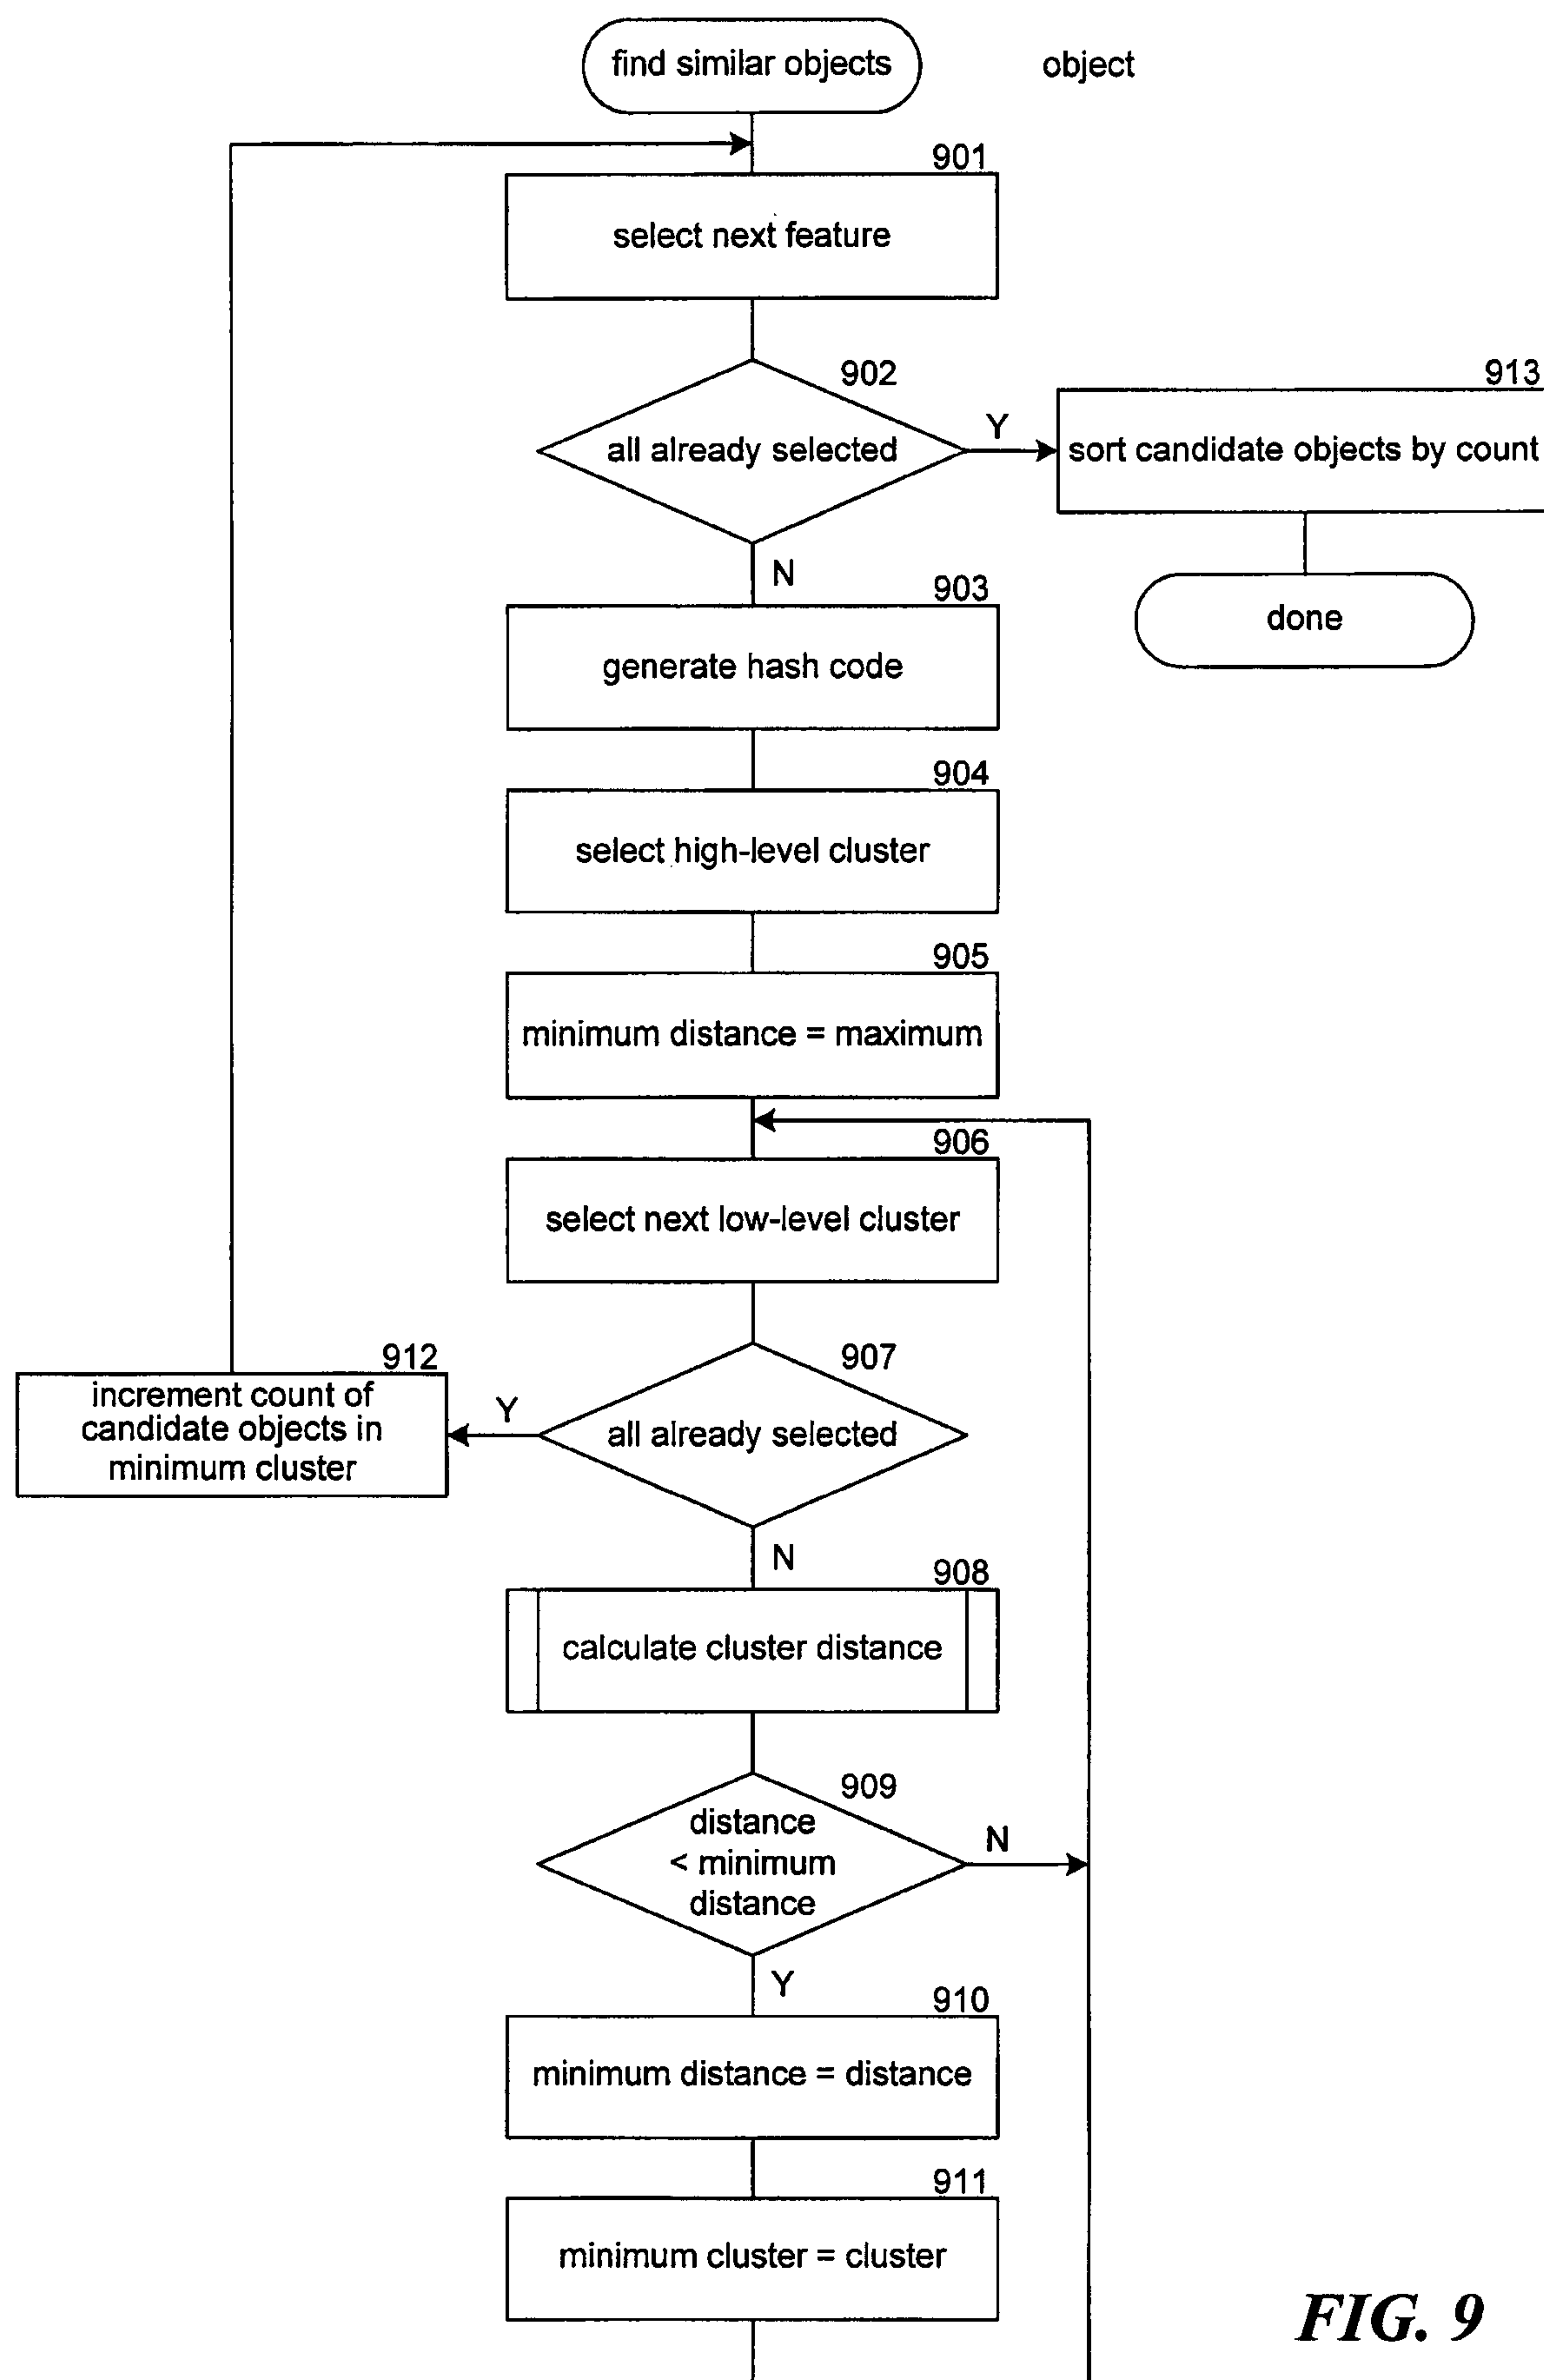 find similar objects
object
901
select next feature
902
all already selected
Y
913
sort candidate objects by count
N
done
903
generate hash code
904
select high-level cluster
905
minimum distance = maximum
906
select next low-level cluster
907
all already selected
Y
912
increment count of
candidate objects in
minimum cluster
N
908
calculate cluster distance
909
distance
< minimum
distance
N
Y
910
minimum distance = distance
911
minimum cluster = cluster
FIG. 9